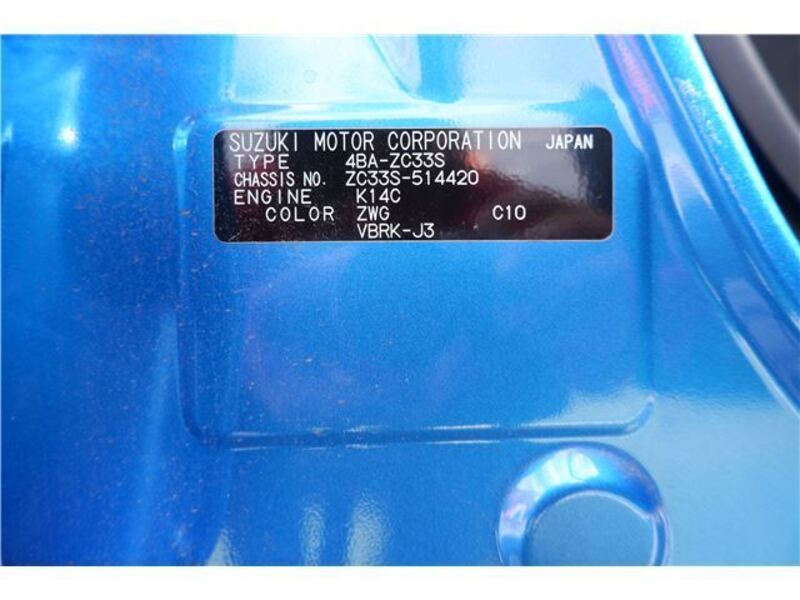 SUZUKI MOTOR CORPORATION JAPAN
TYPE 4BA-ZC33S
CHASSIS NO. ZC33S-514420
ENGINE K14C
COLOR ZWG C10
VBRK-J3